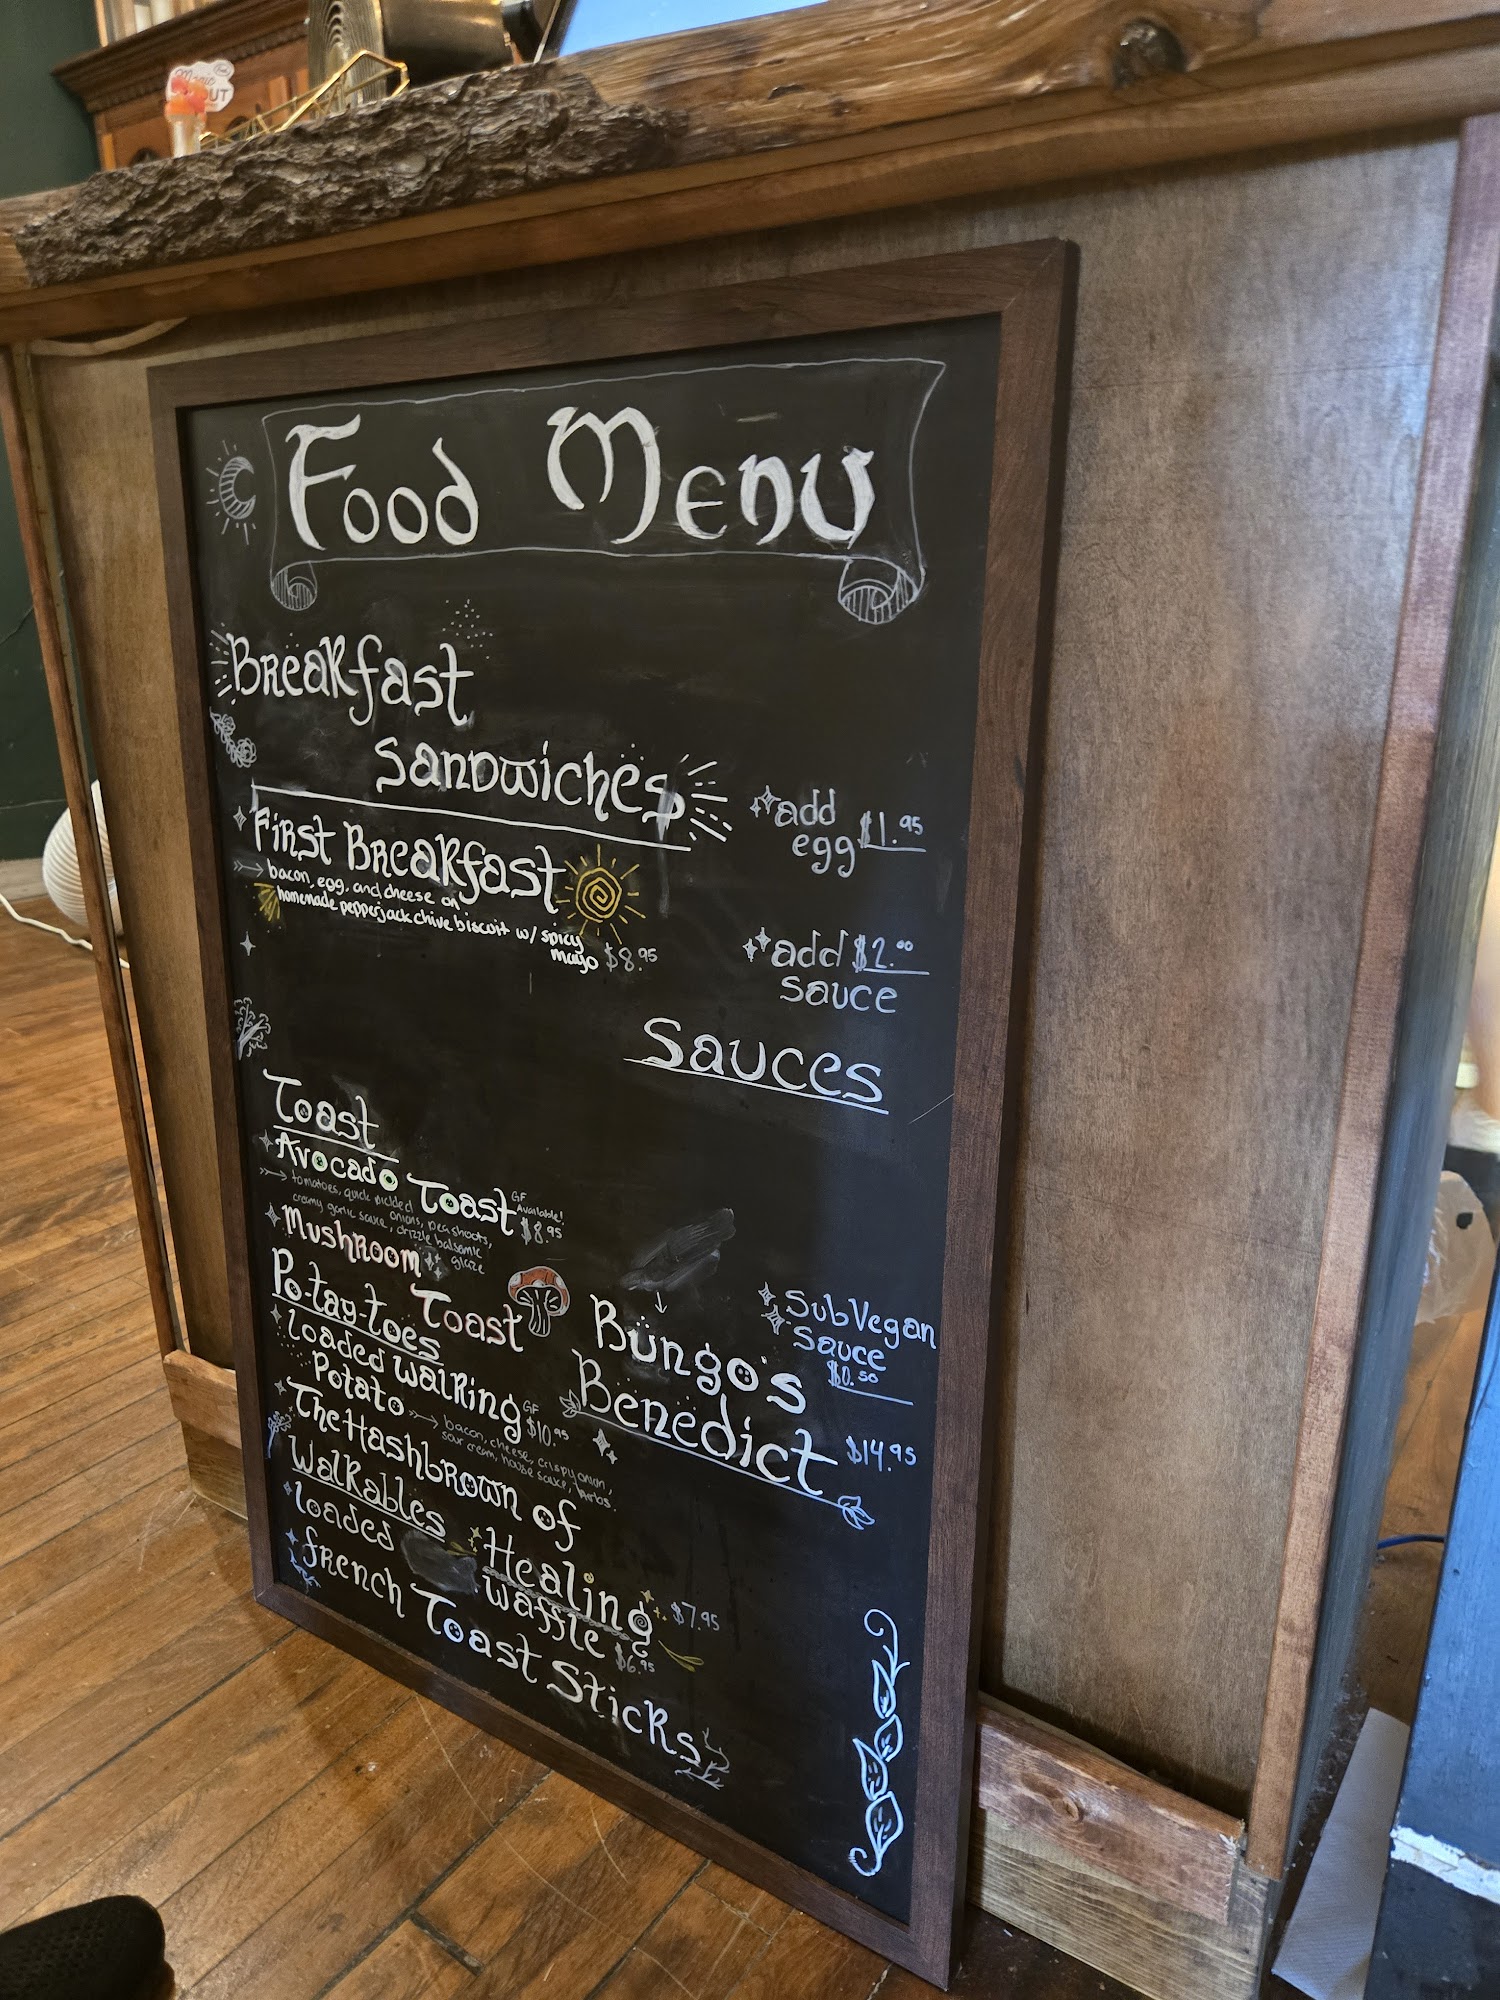 Food Menu
Breakfast
Sandwiches
First Breakfast
bacon, egg, and cheese on
homemade pepperjack chive biscuit w/ spicy
mayo $8.95
add
egg $1.95
add $2.00
sauce
Sauces
Toast
Avocado Toast GF Available! $8.95
tomatoes, quick pickled
onions, pea shoots,
creamy garlic sauce, drizzle balsamic
glaze
Mushroom
Toast
Po-tay-toes
Loaded Walking
Potato GF $10.95
bacon, cheese, crispy onion,
sour cream, house sauce, herbs.
The Hashbrown of
Healing $7.95
Bungo's
Benedict $14.95
Sub Vegan
Sauce
$0.50
Walkables
Loaded
Waffle $6.95
French Toast Sticks